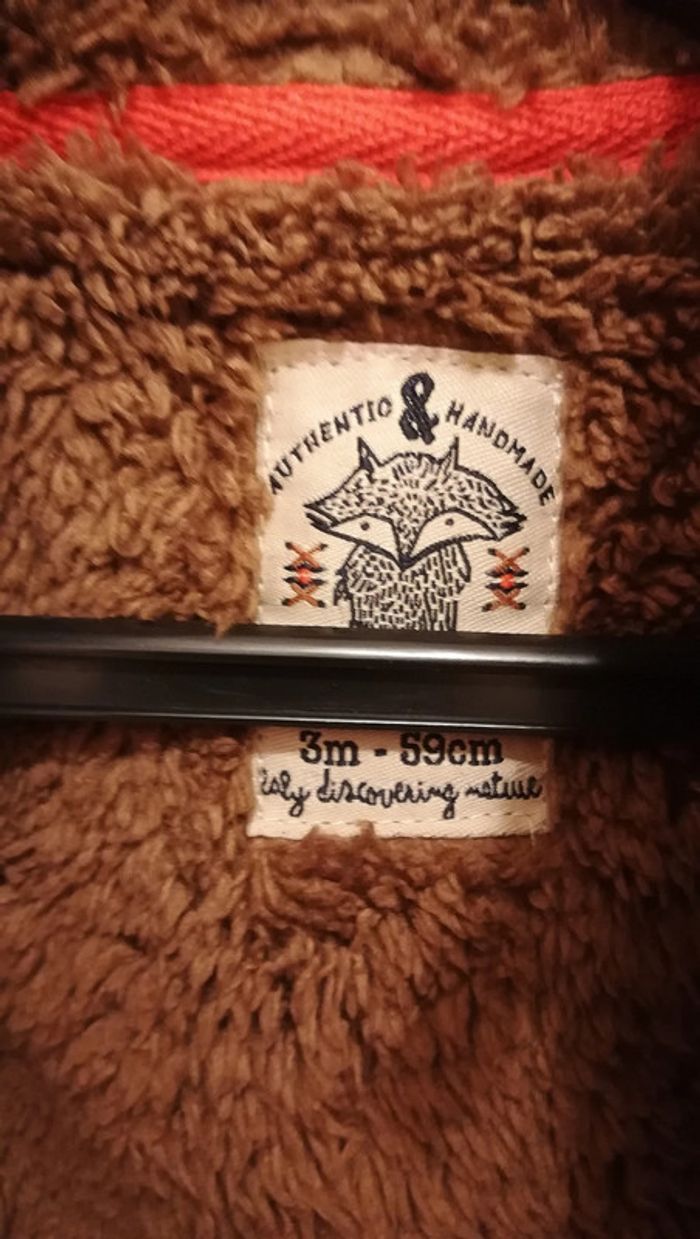 AUTHENTIC & HANDMADE
3m - 59cm
discovering nature